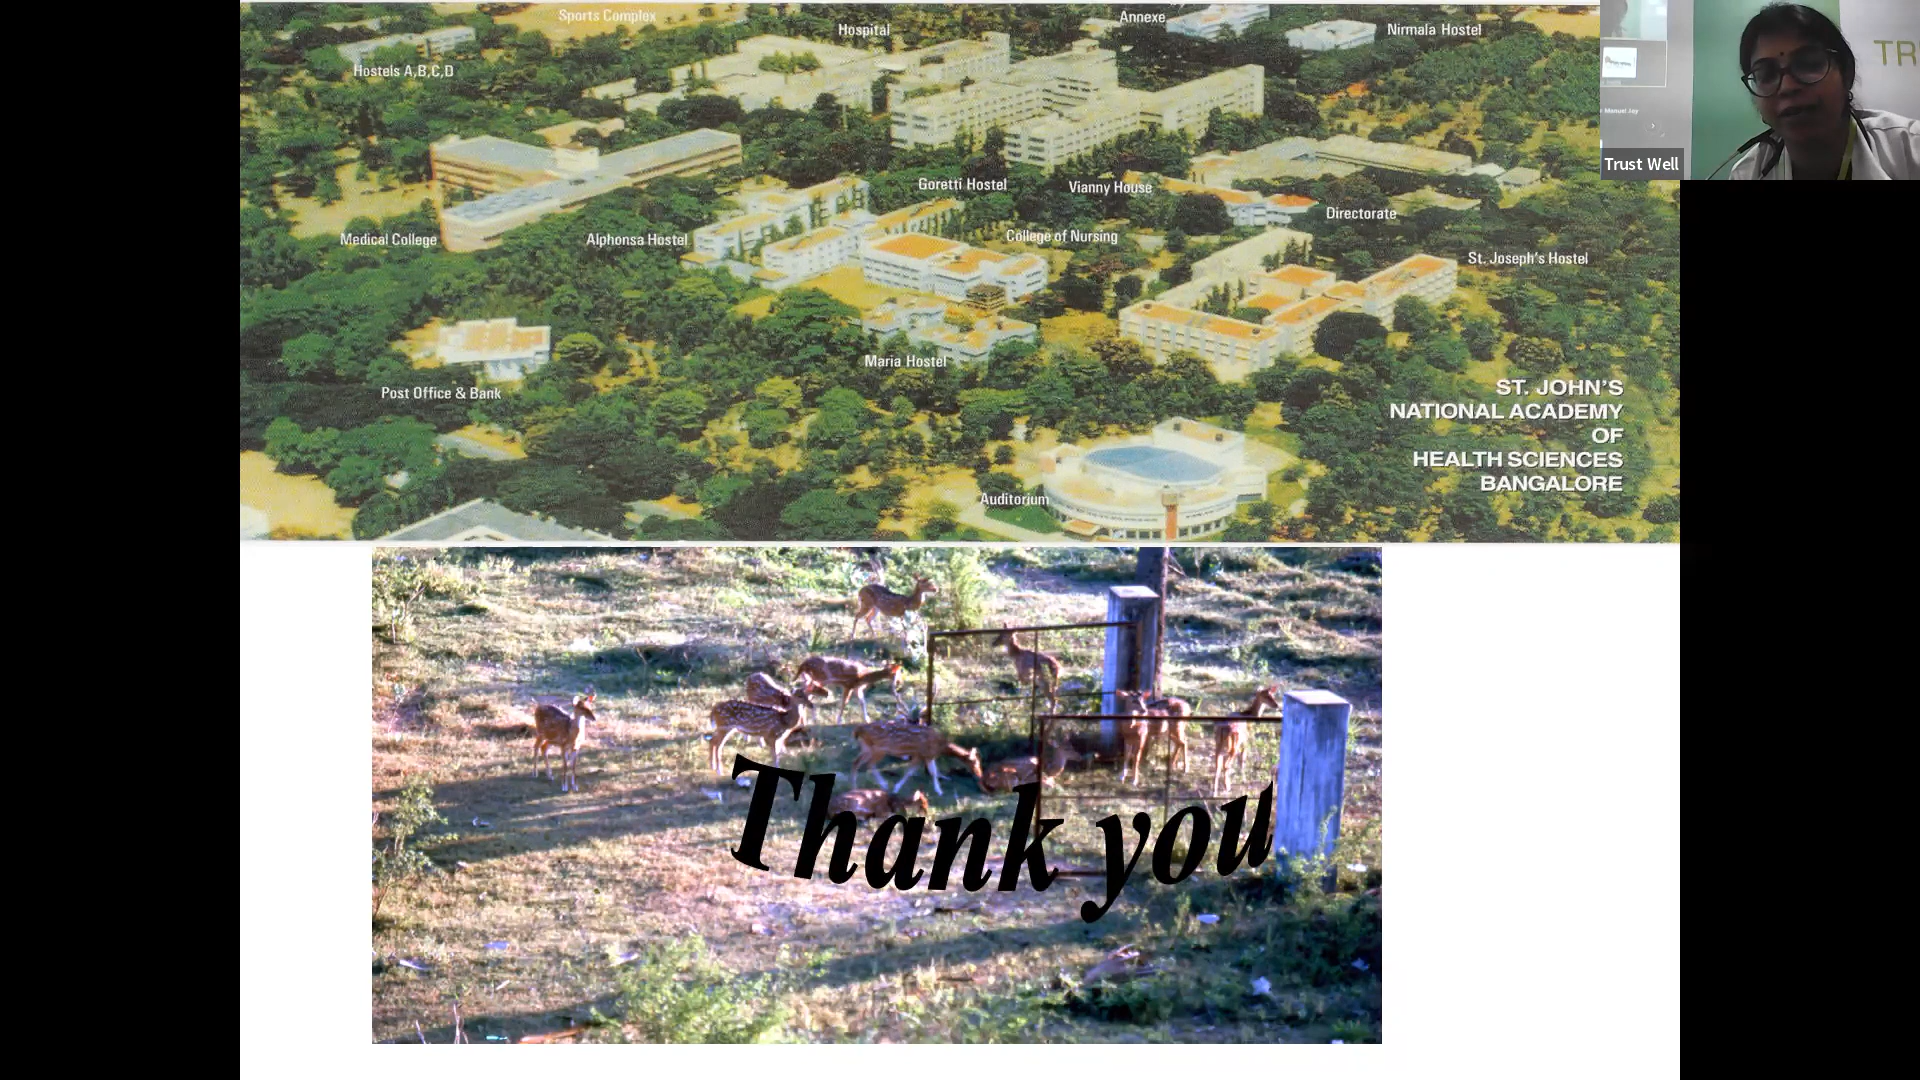 Sports Complex
Hospital
Annexe
Nirmala Hostel
Hostels A,B,C,D
Goretti Hostel
Vianny House
Directorate
Medical College
Alphonsa Hostel
College of Nursing
St. Joseph's Hostel
Maria Hostel
Post Office & Bank
ST. JOHN'S
NATIONAL ACADEMY
OF
HEALTH SCIENCES
BANGALORE
Auditorium
Thank you
TR
Manuel Jay
Trust Well